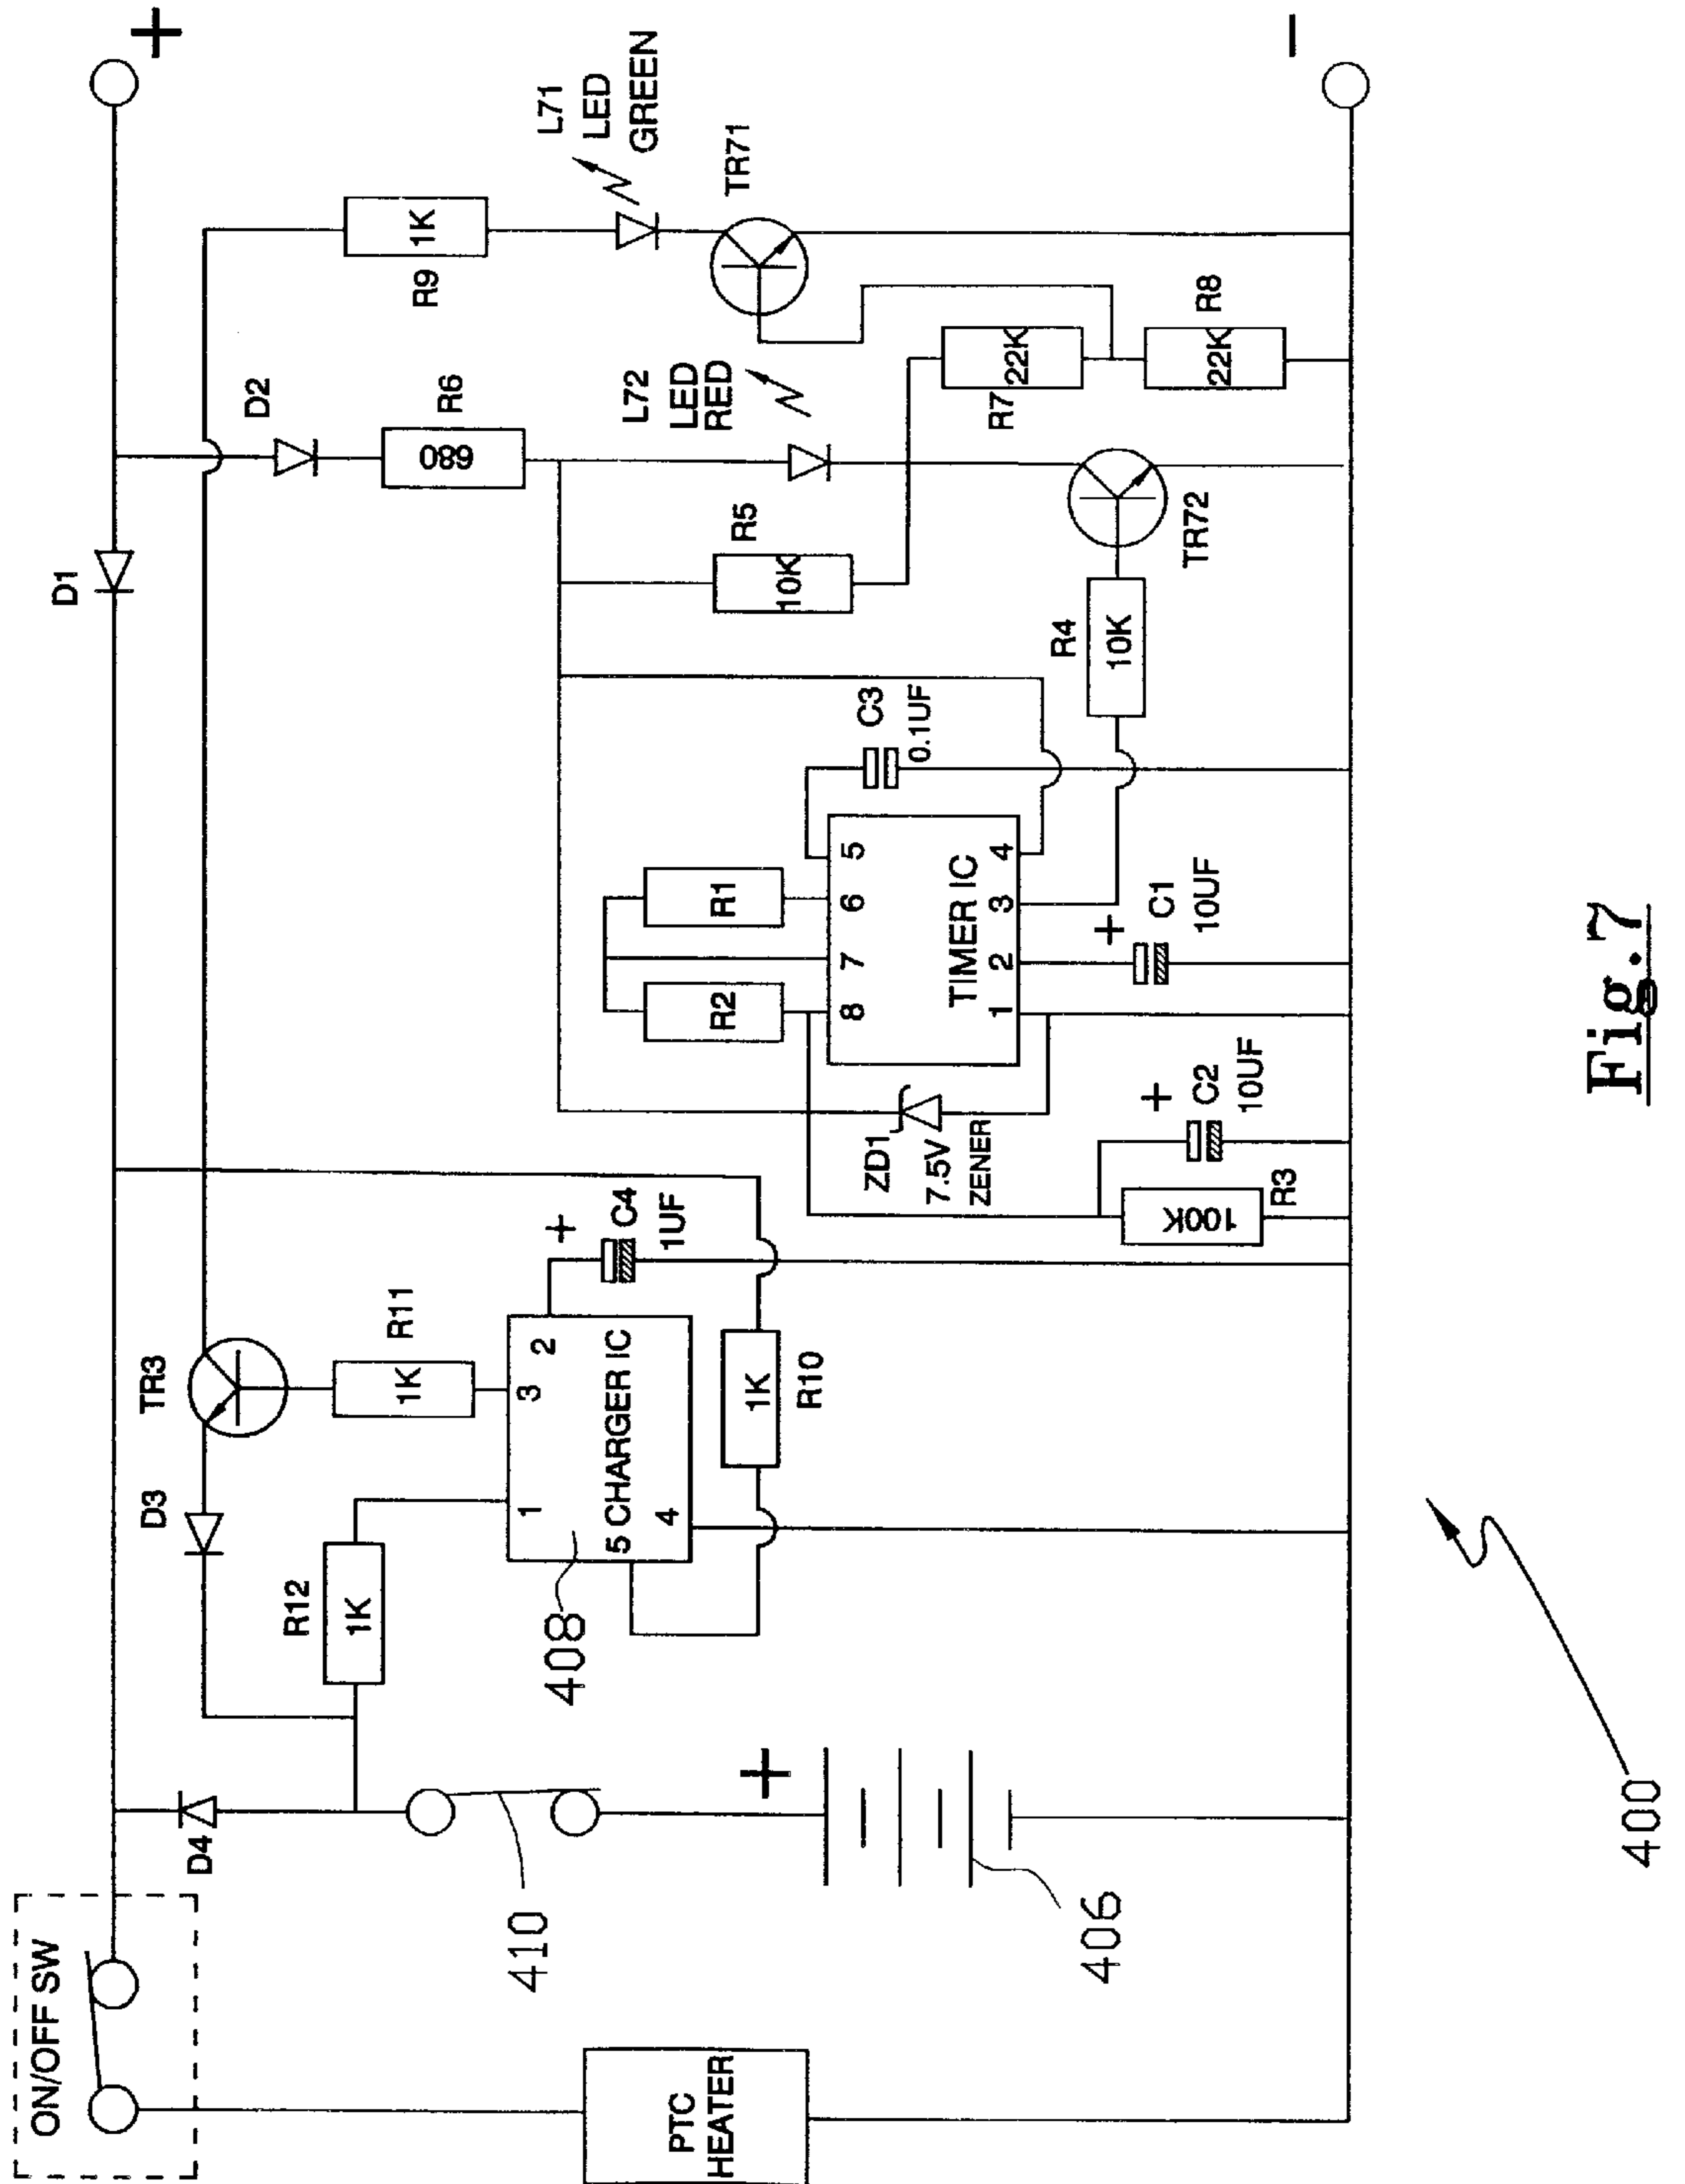 ON/OFF SW
D4
D3
TR3
D1
+
R12
1K
R11
1K
D2
R9
1K
L71
LED
GREEN
R6
680
1
3
2
5 CHARGER IC
4
408
+
C4
1UF
R10
1K
410
+
406
PTC
HEATER
R2
R1
8
7
6
5
TIMER IC
1
2
3
4
C3
0.1UF
ZD1
7.5V
ZENER
R5
10K
L72
LED
RED
TR71
R7
22K
R8
22K
R4
10K
TR72
+
C1
10UF
+
C2
10UF
100K
R3
–
400
Fig.7